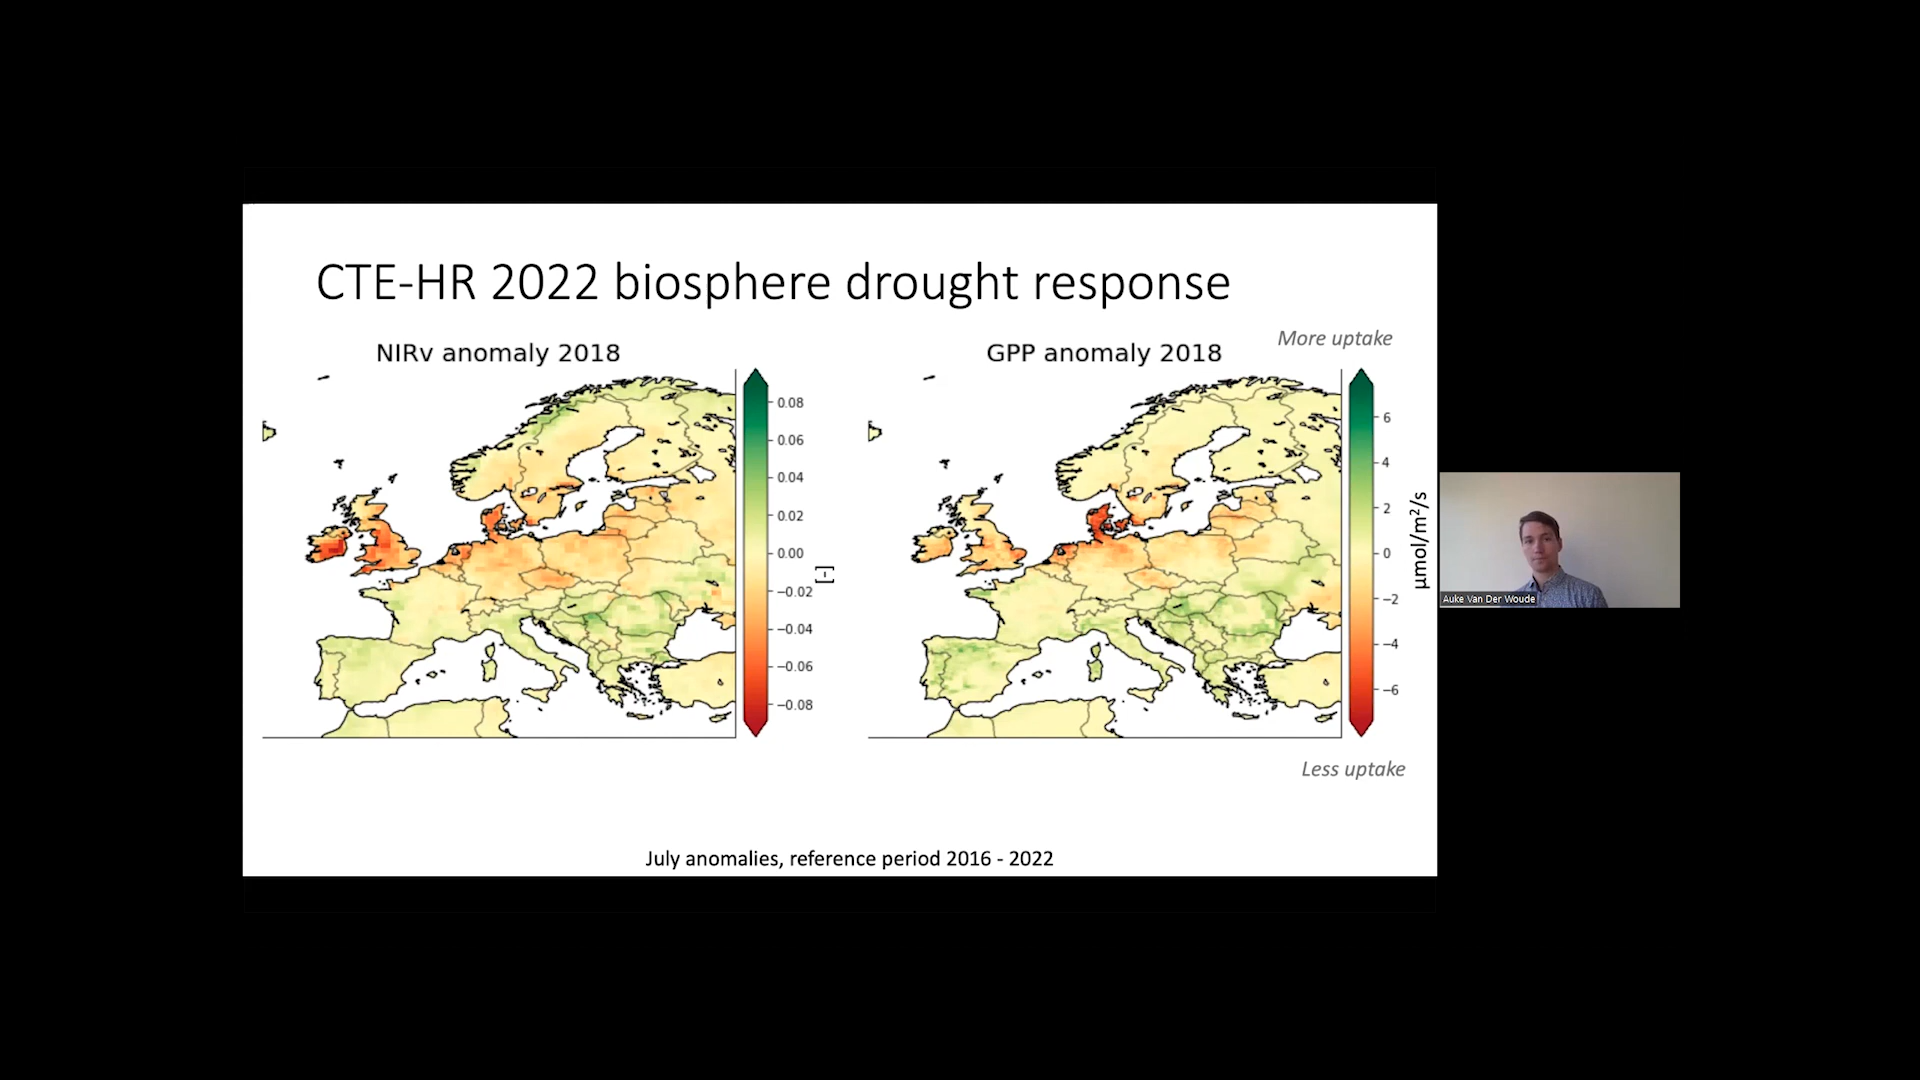 CTE-HR 2022 biosphere drought response
NIRv anomaly 2018
0.08
0.06
0.04
0.02
0.00
−0.02
−0.04
−0.06
−0.08
[-]
GPP anomaly 2018
More uptake
6
4
2
0
−2
−4
−6
μmol/m²/s
Less uptake
July anomalies, reference period 2016 - 2022
Auke Van Der Woude